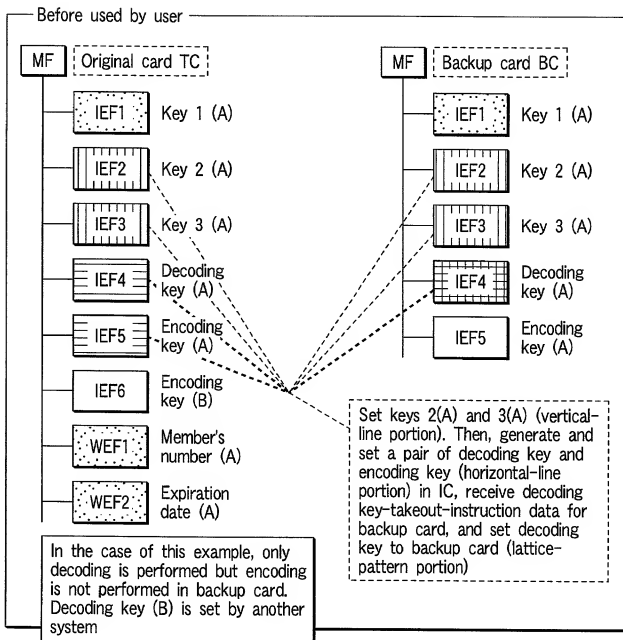 Before used by user
MF
Original card TC
IEF1
Key 1 (A)
IEF2
Key 2 (A)
IEF3
Key 3 (A)
IEF4
Decoding
key (A)
IEF5
Encoding
key (A)
IEF6
Encoding
key (B)
WEF1
Member's
number (A)
WEF2
Expiration
date (A)
In the case of this example, only
decoding is performed but encoding
is not performed in backup card.
Decoding key (B) is set by another
system
MF
Backup card BC
IEF1
Key 1 (A)
IEF2
Key 2 (A)
IEF3
Key 3 (A)
IEF4
Decoding
key (A)
IEF5
Encoding
key (A)
Set keys 2(A) and 3(A) (vertical-
line portion). Then, generate and
set a pair of decoding key and
encoding key (horizontal-line
portion) in IC, receive decoding
key-takeout-instruction data for
backup card, and set decoding
key to backup card (lattice-
pattern portion)